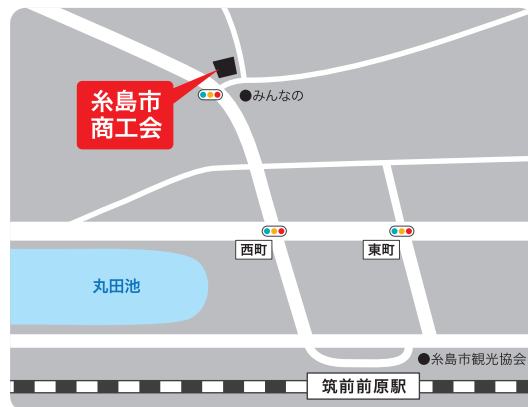 糸島市
商工会
●みんなの
西町
東町
丸田池
●糸島市観光協会
筑前前原駅